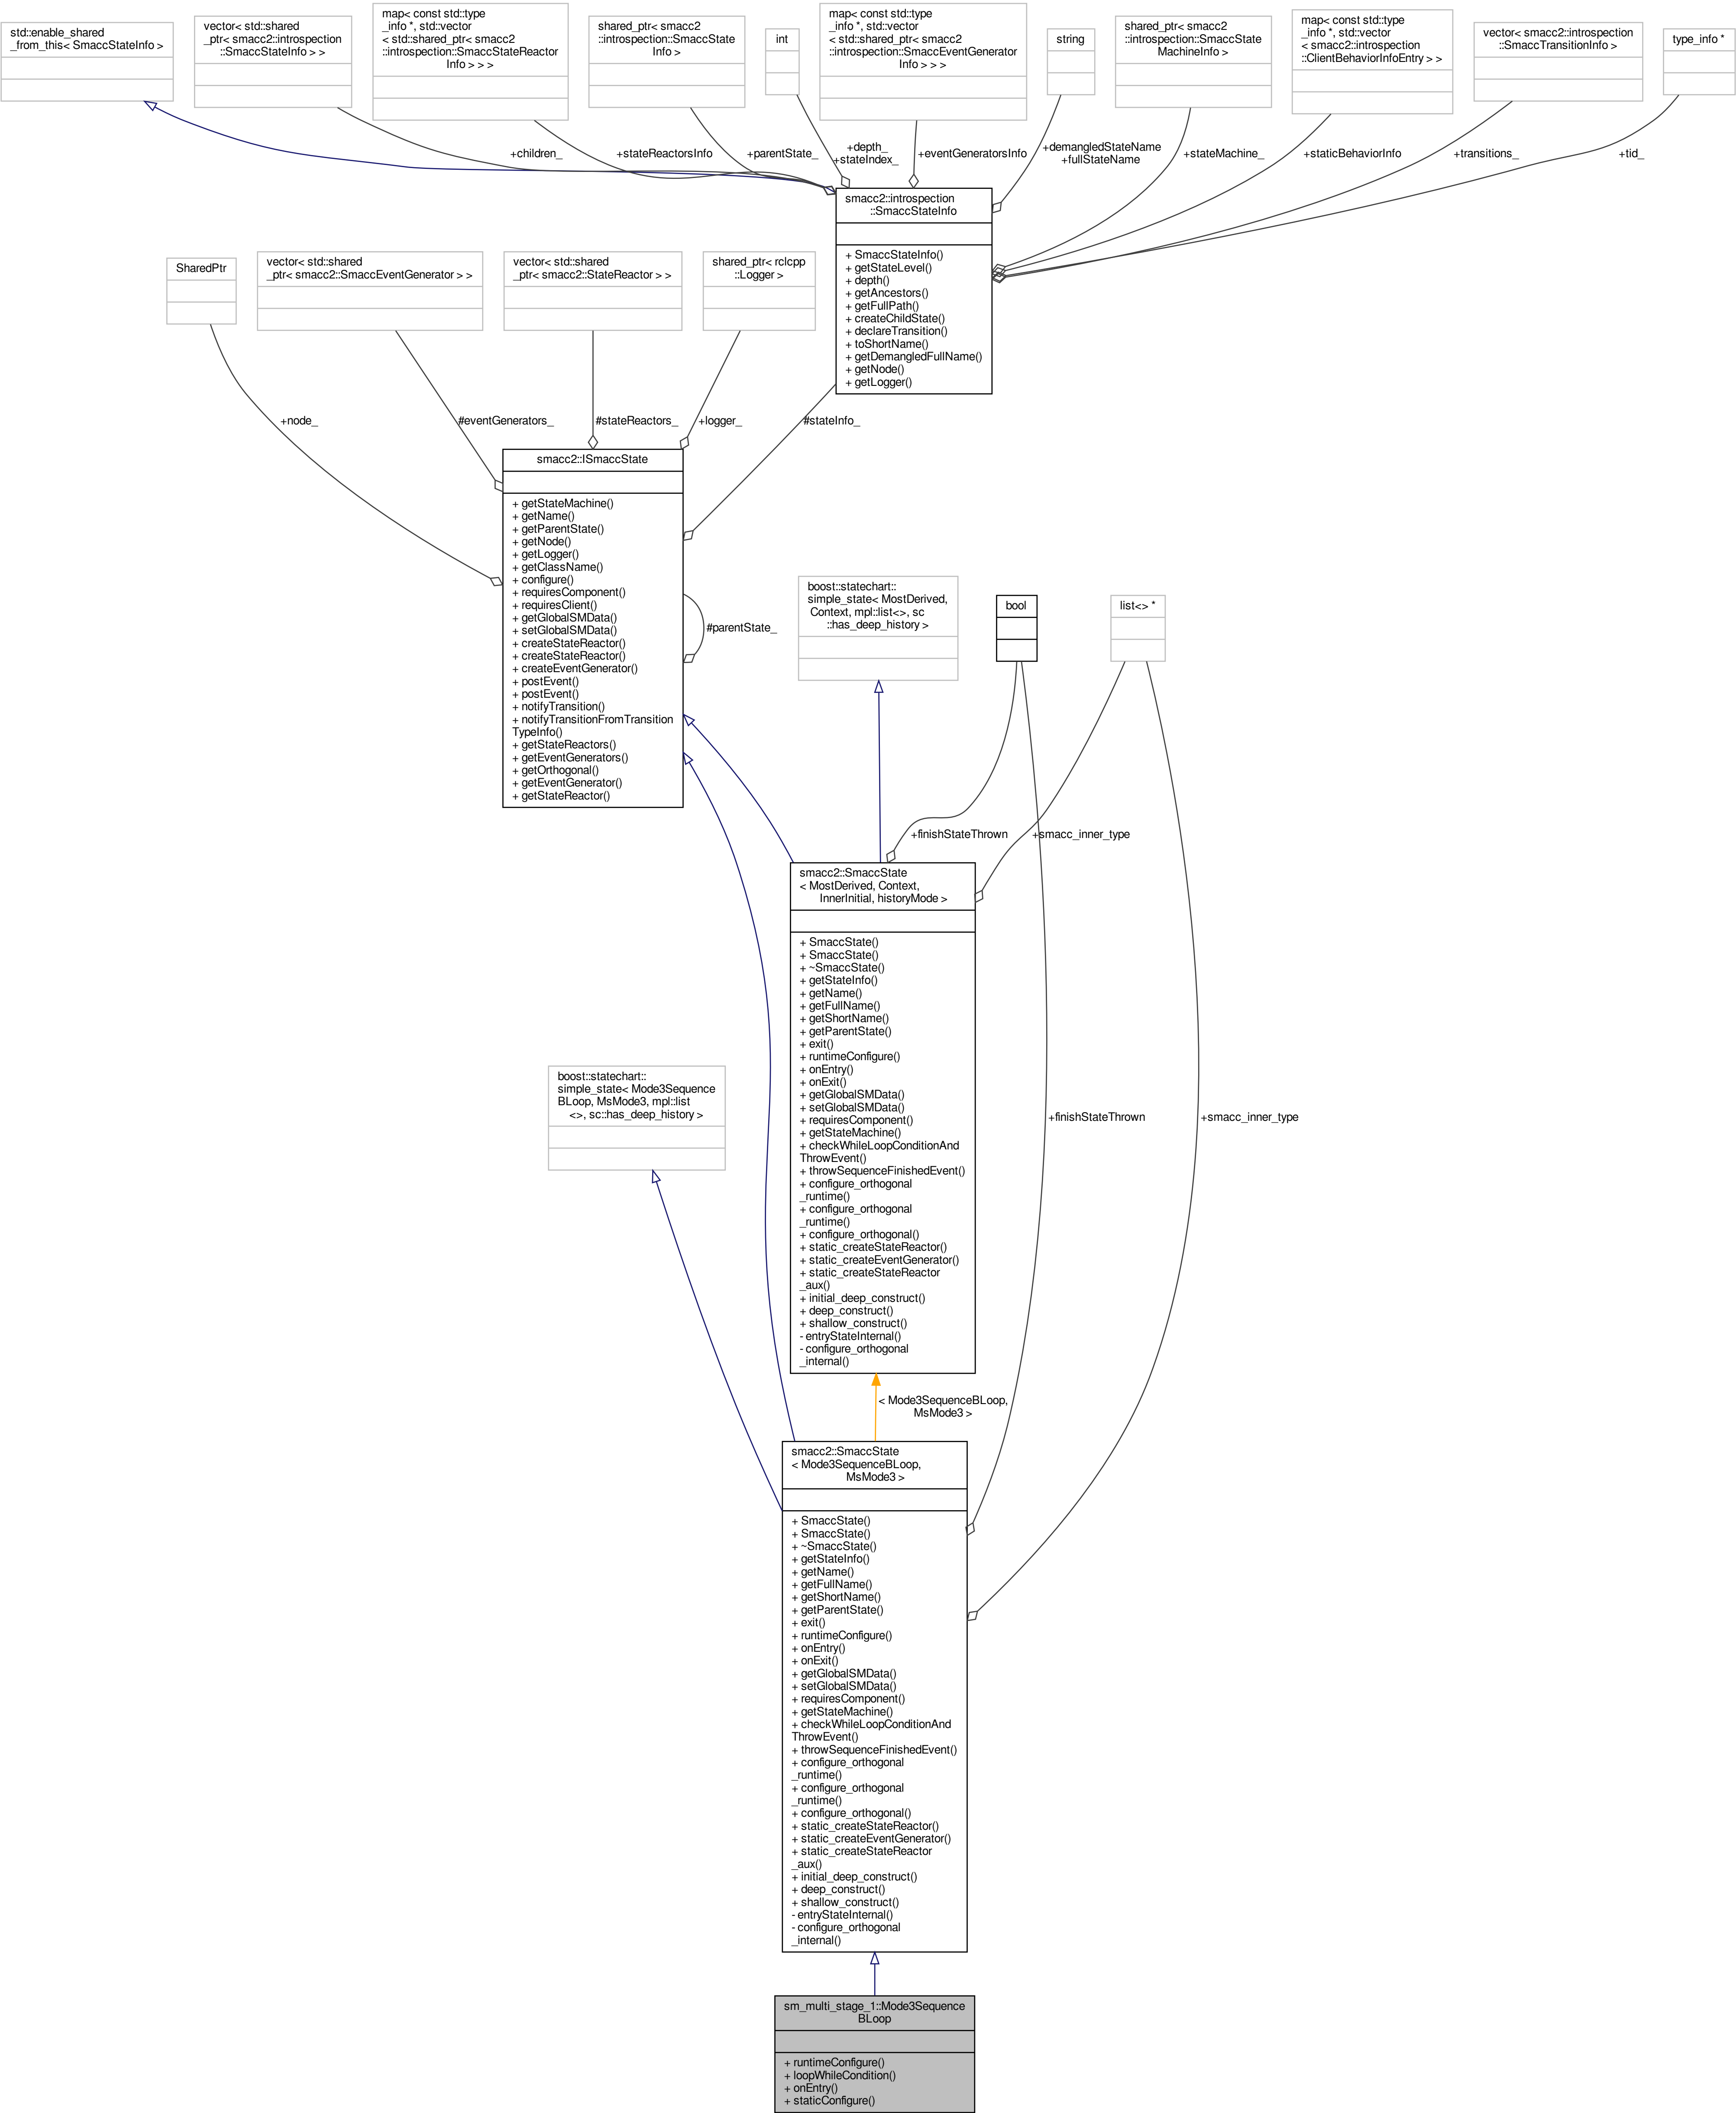 std::enable_shared
_from_this< SmaccStateInfo >
vector< std::shared
_ptr< smacc2::introspection
::SmaccStateInfo > >
map< const std::type
_info *, std::vector
< std::shared_ptr< smacc2
::introspection::SmaccStateReactor
Info > > >
shared_ptr< smacc2
::introspection::SmaccState
Info >
int
map< const std::type
_info *, std::vector
< std::shared_ptr< smacc2
::introspection::SmaccEventGenerator
Info > > >
string
shared_ptr< smacc2
::introspection::SmaccState
MachineInfo >
map< const std::type
_info *, std::vector
< smacc2::introspection
::ClientBehaviorInfoEntry > >
vector< smacc2::introspection
::SmaccTransitionInfo >
type_info *
+children_
+stateReactorsInfo
+parentState_
+depth_
+stateIndex_
+eventGeneratorsInfo
+demangledStateName
+fullStateName
+stateMachine_
+staticBehaviorInfo
+transitions_
+tid_
smacc2::introspection
::SmaccStateInfo
+ SmaccStateInfo()
+ getStateLevel()
+ depth()
+ getAncestors()
+ getFullPath()
+ createChildState()
+ declareTransition()
+ toShortName()
+ getDemangledFullName()
+ getNode()
+ getLogger()
SharedPtr
vector< std::shared
_ptr< smacc2::SmaccEventGenerator > >
vector< std::shared
_ptr< smacc2::StateReactor > >
shared_ptr< rclcpp
::Logger >
+node_
#eventGenerators_
#stateReactors_
+logger_
#stateInfo_
smacc2::ISmaccState
+ getStateMachine()
+ getName()
+ getParentState()
+ getNode()
+ getLogger()
+ getClassName()
+ configure()
+ requiresComponent()
+ requiresClient()
+ getGlobalSMData()
+ setGlobalSMData()
+ createStateReactor()
+ createStateReactor()
+ createEventGenerator()
+ postEvent()
+ postEvent()
+ notifyTransition()
+ notifyTransitionFromTransition
TypeInfo()
+ getStateReactors()
+ getEventGenerators()
+ getOrthogonal()
+ getEventGenerator()
+ getStateReactor()
#parentState_
boost::statechart::
simple_state< MostDerived,
Context, mpl::list<>, sc
::has_deep_history >
bool
list<> *
+finishStateThrown
+smacc_inner_type
smacc2::SmaccState
< MostDerived, Context,
InnerInitial, historyMode >
+ SmaccState()
+ SmaccState()
+ ~SmaccState()
+ getStateInfo()
+ getName()
+ getFullName()
+ getShortName()
+ getParentState()
+ exit()
+ runtimeConfigure()
+ onEntry()
+ onExit()
+ getGlobalSMData()
+ setGlobalSMData()
+ requiresComponent()
+ getStateMachine()
+ checkWhileLoopConditionAnd
ThrowEvent()
+ throwSequenceFinishedEvent()
+ configure_orthogonal
_runtime()
+ configure_orthogonal
_runtime()
+ configure_orthogonal()
+ static_createStateReactor()
+ static_createEventGenerator()
+ static_createStateReactor
_aux()
+ initial_deep_construct()
+ deep_construct()
+ shallow_construct()
- entryStateInternal()
- configure_orthogonal
_internal()
boost::statechart::
simple_state< Mode3Sequence
BLoop, MsMode3, mpl::list
<>, sc::has_deep_history >
+finishStateThrown
+smacc_inner_type
< Mode3SequenceBLoop,
MsMode3 >
smacc2::SmaccState
< Mode3SequenceBLoop,
MsMode3 >
+ SmaccState()
+ SmaccState()
+ ~SmaccState()
+ getStateInfo()
+ getName()
+ getFullName()
+ getShortName()
+ getParentState()
+ exit()
+ runtimeConfigure()
+ onEntry()
+ onExit()
+ getGlobalSMData()
+ setGlobalSMData()
+ requiresComponent()
+ getStateMachine()
+ checkWhileLoopConditionAnd
ThrowEvent()
+ throwSequenceFinishedEvent()
+ configure_orthogonal
_runtime()
+ configure_orthogonal
_runtime()
+ configure_orthogonal()
+ static_createStateReactor()
+ static_createEventGenerator()
+ static_createStateReactor
_aux()
+ initial_deep_construct()
+ deep_construct()
+ shallow_construct()
- entryStateInternal()
- configure_orthogonal
_internal()
sm_multi_stage_1::Mode3Sequence
BLoop
+ runtimeConfigure()
+ loopWhileCondition()
+ onEntry()
+ staticConfigure()